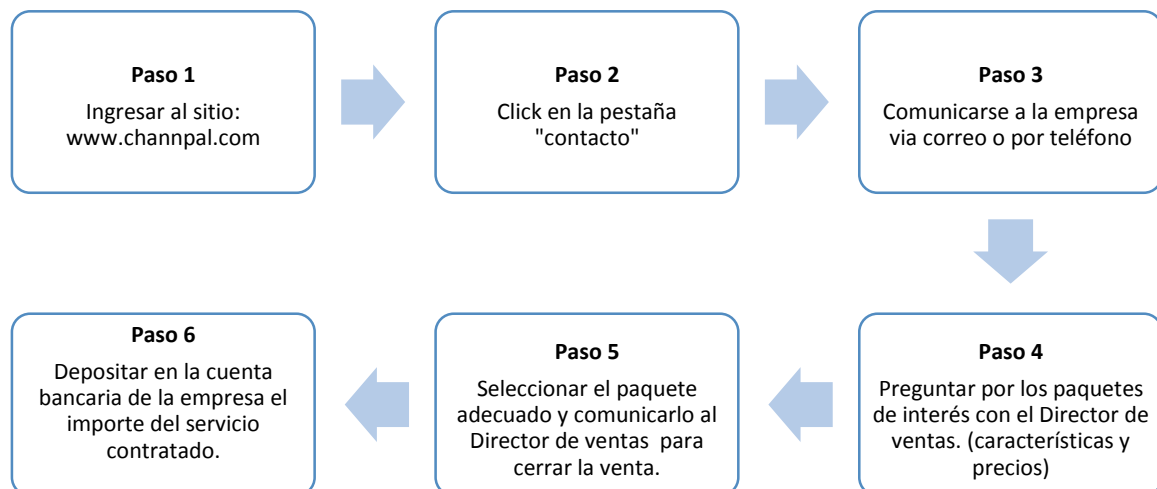 Paso 1
Ingresar al sitio:
www.channpal.com
Paso 2
Click en la pestaña
"contacto"
Paso 3
Comunicarse a la empresa
via correo o por teléfono
Paso 4
Preguntar por los paquetes
de interés con el Director de
ventas. (características y
precios)
Paso 5
Seleccionar el paquete
adecuado y comunicarlo al
Director de ventas para
cerrar la venta.
Paso 6
Depositar en la cuenta
bancaria de la empresa el
importe del servicio
contratado.